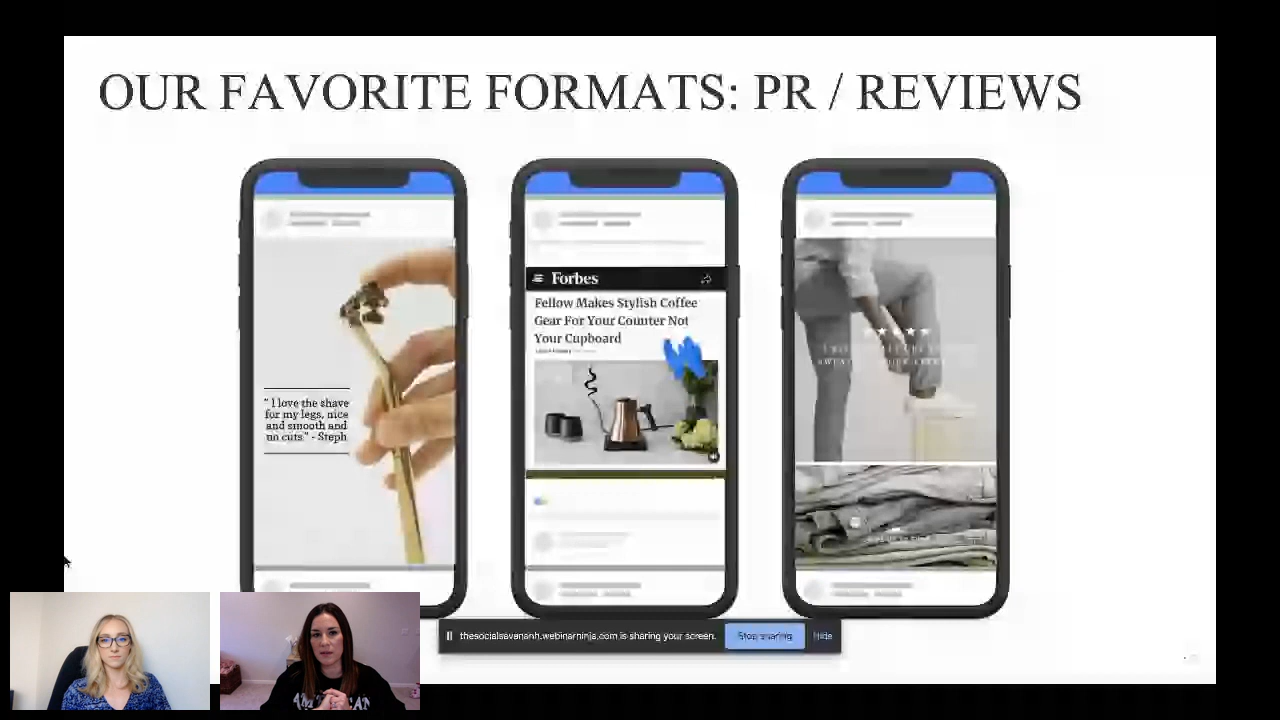 OUR FAVORITE FORMATS: PR / REVIEWS
" I love the shave
for my legs, nice
and smooth and
no cuts." - Steph
Forbes
Fellow Makes Stylish Coffee
Gear For Your Counter Not
Your Cupboard
thesocialsavannah.webinarninja.com is sharing your screen.
Stop sharing
Hide